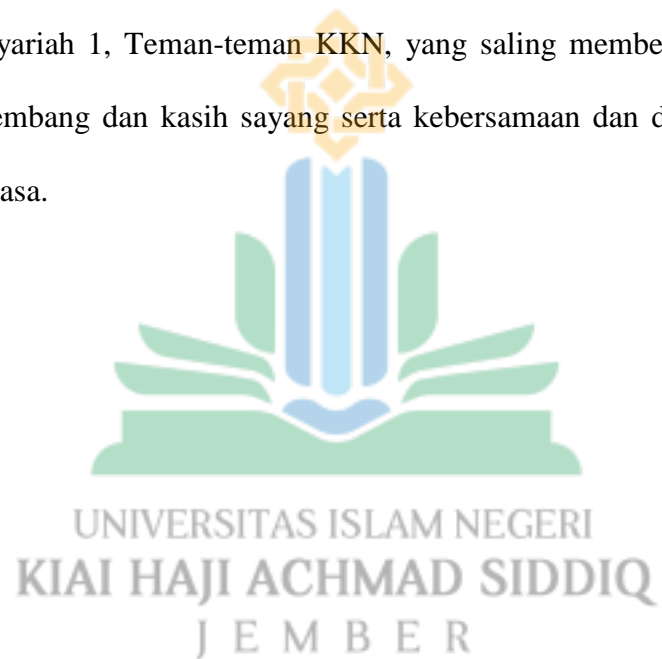 yariah 1, Teman-teman KKN, yang saling membe
embang dan kasih sayang serta kebersamaan dan d
asa.
UNIVERSITAS ISLAM NEGERI
KIAI HAJI ACHMAD SIDDIQ
JEMBER